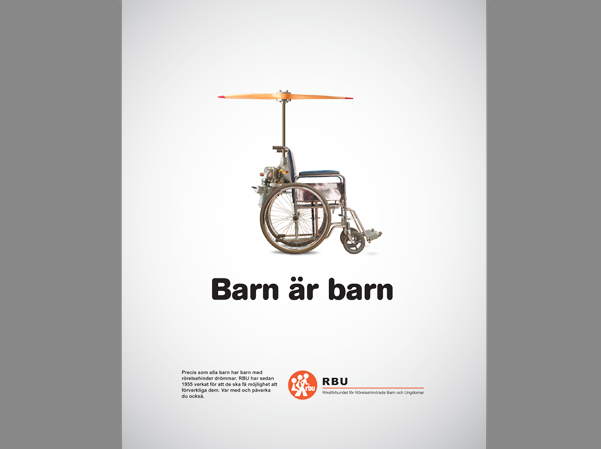 Barn är barn
Precis som alla barn har barn med
rörelsehinder drömmar. RBU har sedan
1955 verkat för att de ska få möjlighet att
förverkliga dem. Var med och påverka
du också.
rbu
RBU
Riksförbundet för Rörelsehindrade Barn och Ungdomar